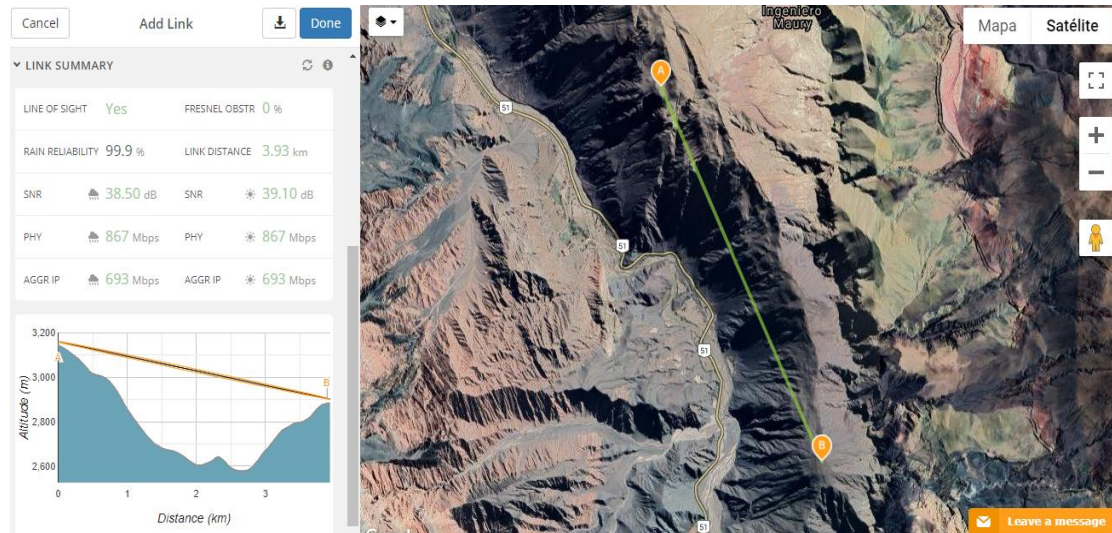 Cancel
Add Link
Done
LINK SUMMARY
LINE OF SIGHT Yes FRESNEL OBSTR 0 %
RAIN RELIABILITY 99.9 % LINK DISTANCE 3.93 km
SNR 38.50 dB SNR 39.10 dB
PHY 867 Mbps PHY 867 Mbps
AGGR IP 693 Mbps AGGR IP 693 Mbps
3,200
A
3,000
B
2,800
2,600
Altitude (m)
0 1 2 3
Distance (km)
Ingeniero
Maury
Mapa Satélite
A
51
51
51
B
51
Leave a message